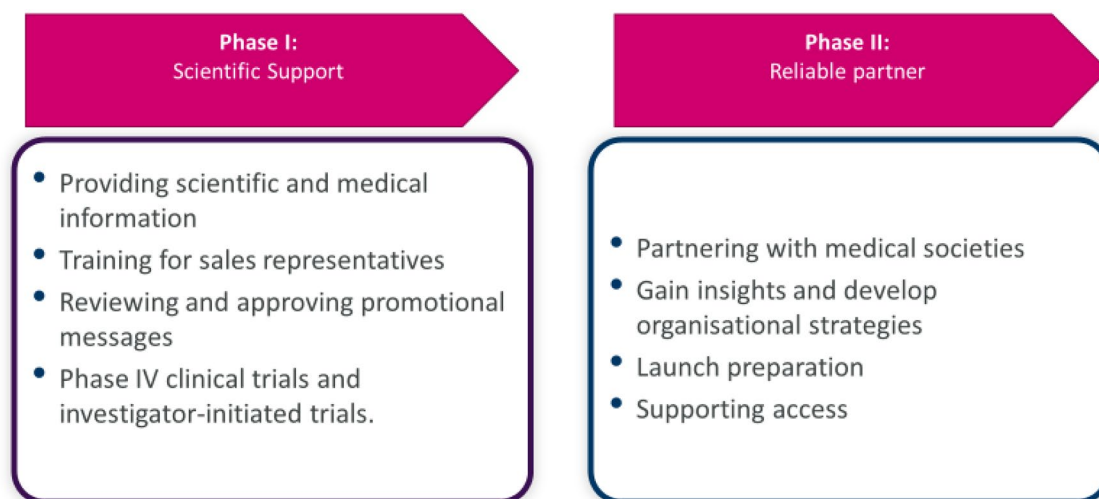 Phase I:
Scientific Support
• Providing scientific and medical
information
• Training for sales representatives
• Reviewing and approving promotional
messages
• Phase IV clinical trials and
investigator-initiated trials.
Phase II:
Reliable partner
• Partnering with medical societies
• Gain insights and develop
organisational strategies
• Launch preparation
• Supporting access